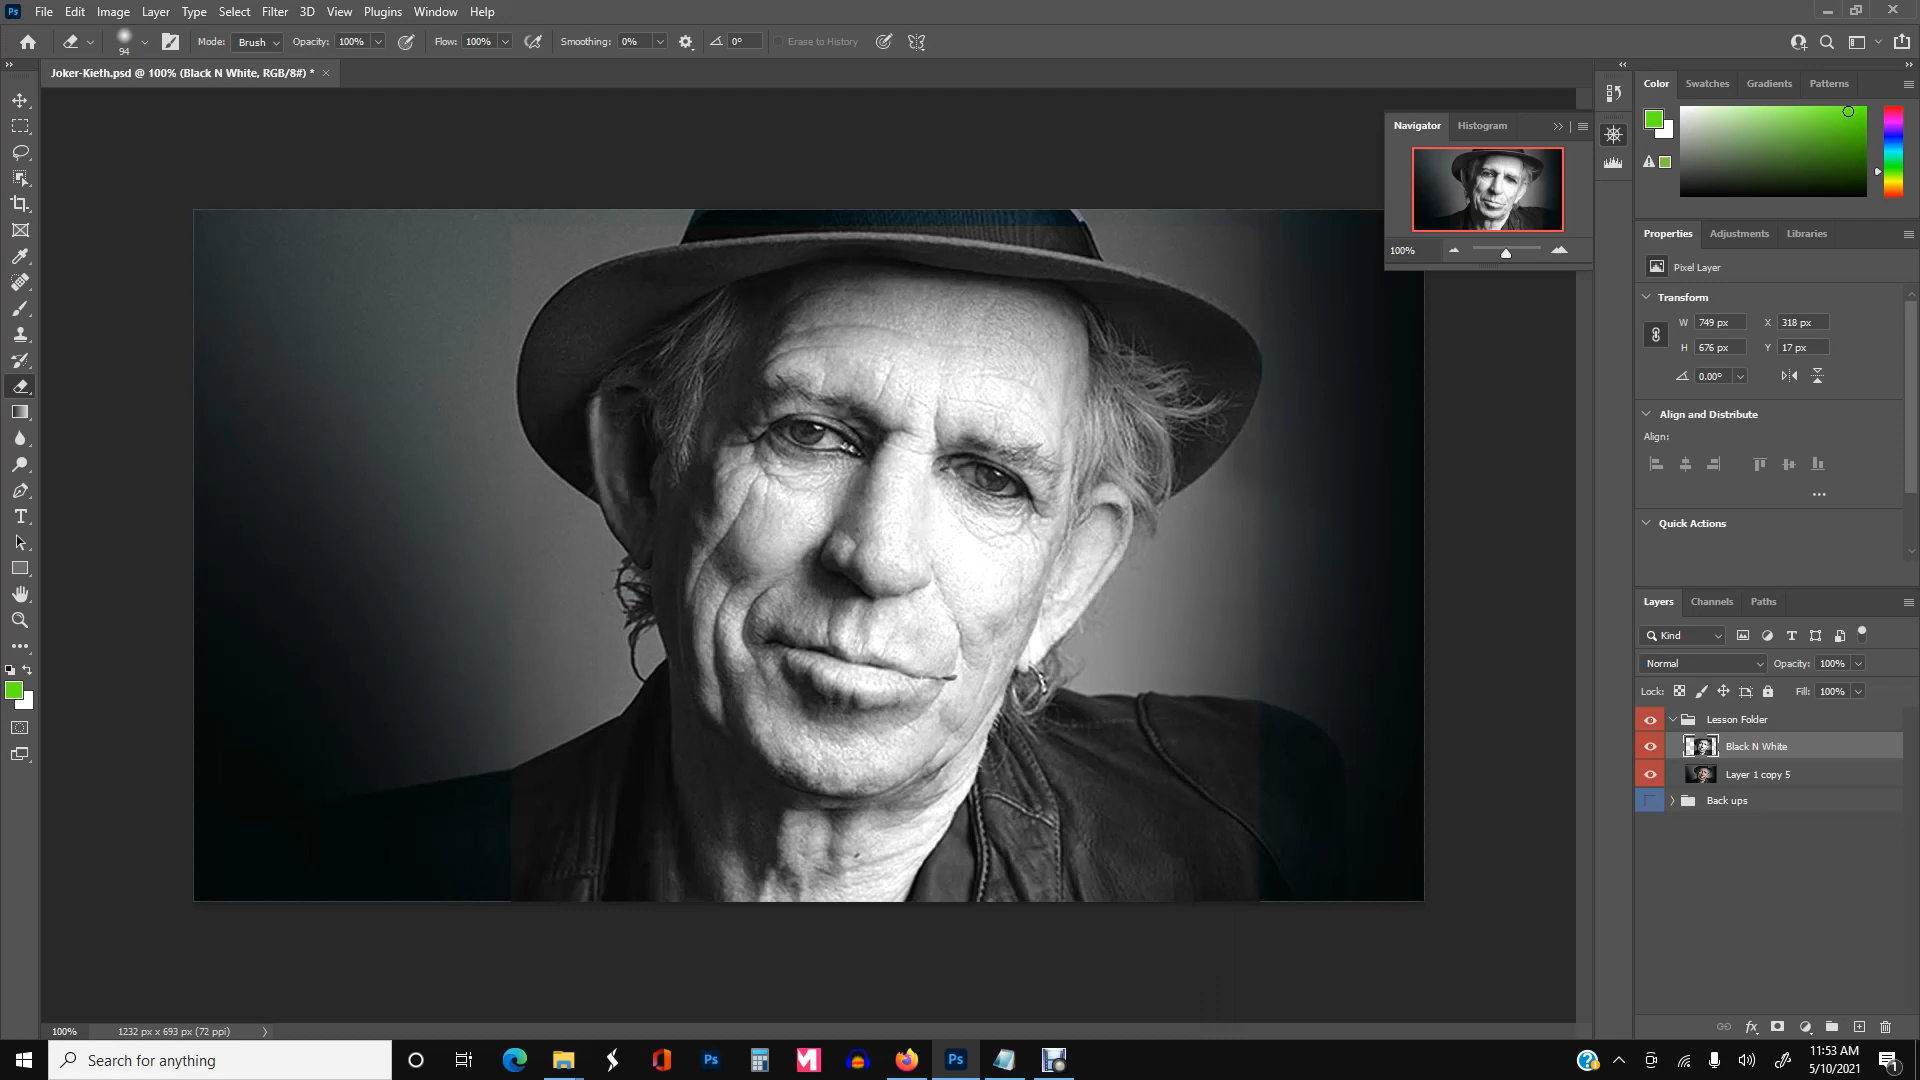 Ps File Edit Image Layer Type Select Filter 3D View Plugins Window Help
94 Mode: Brush Opacity: 100% Flow: 100% Smoothing: 0% 0° Erase to History
Joker-Kieth.psd @ 100% (Black N White, RGB/8#) * ×
Navigator Histogram
100%
Color Swatches Gradients Patterns
Properties Adjustments Libraries
Pixel Layer
Transform
W 749 px X 318 px
H 676 px Y 17 px
0.00°
Align and Distribute
Align:
Quick Actions
Layers Channels Paths
Kind
Normal Opacity: 100%
Lock: Fill: 100%
Lesson Folder
Black N White
Layer 1 copy 5
Back ups
100% 1232 px x 693 px (72 ppi)
Search for anything
Ps
Ps
11:53 AM
5/10/2021
1